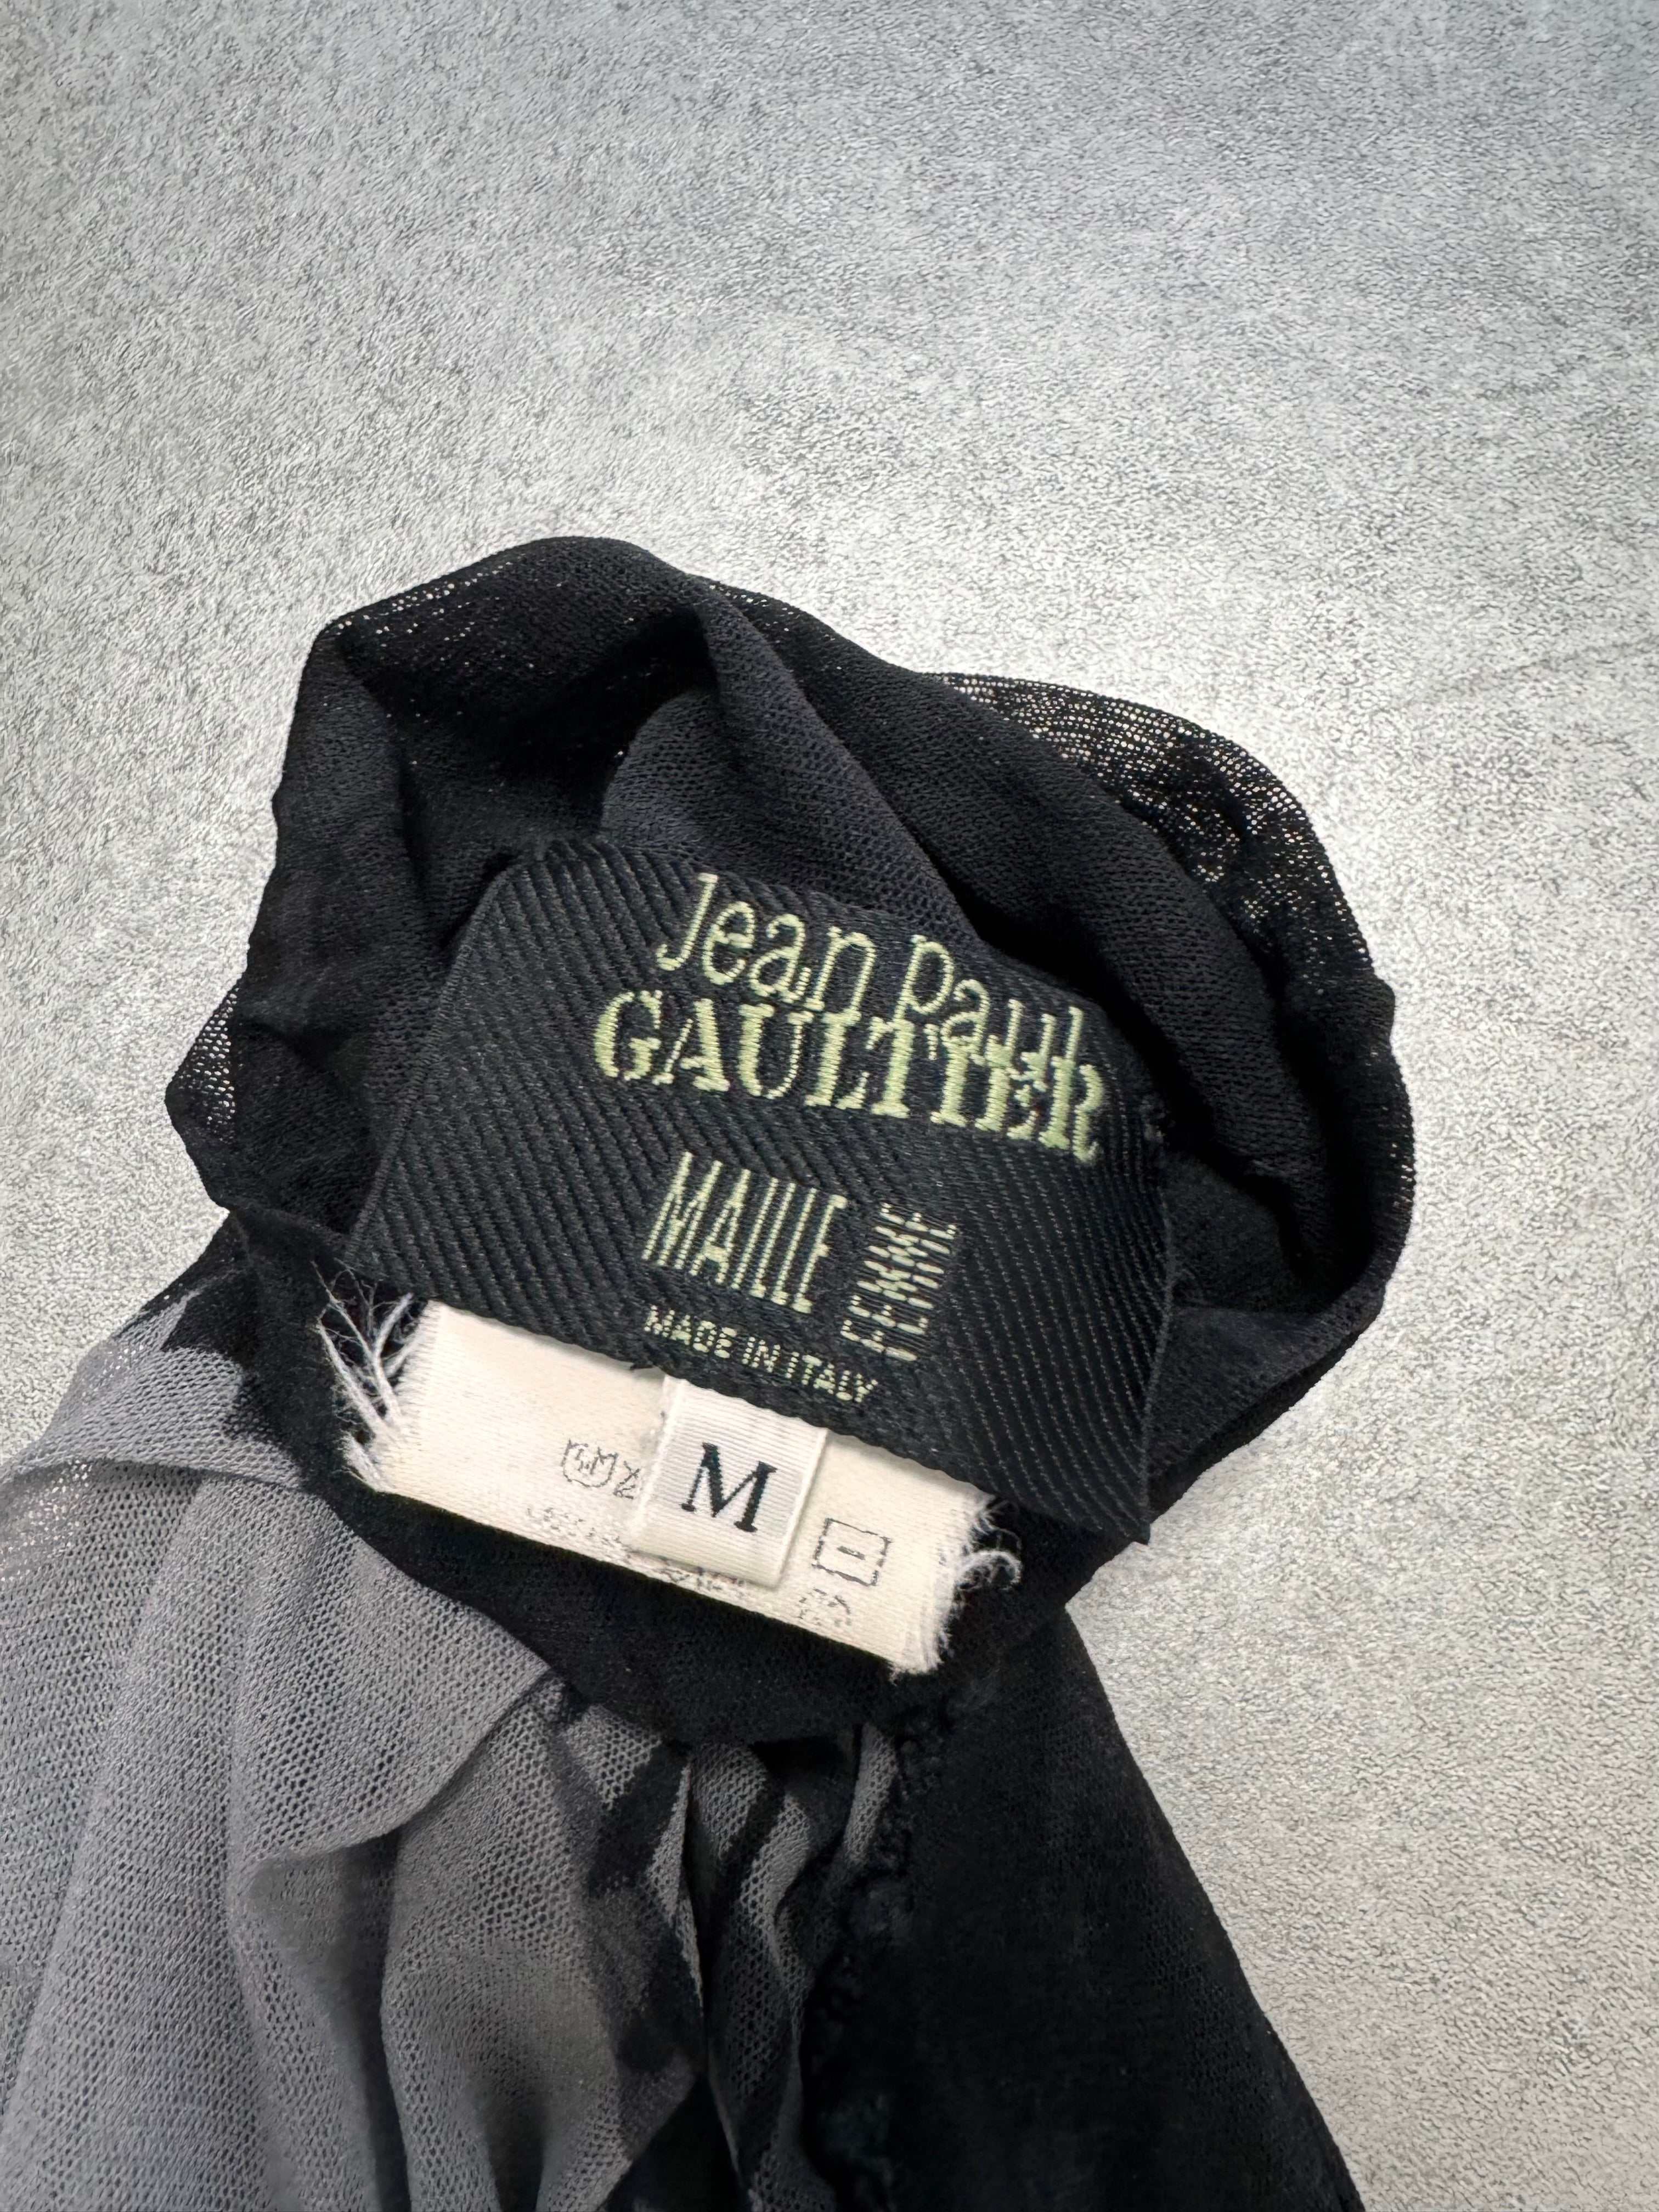 Jean Paul
GAULTIER
MAILLE FEMME
MADE IN ITALY
M